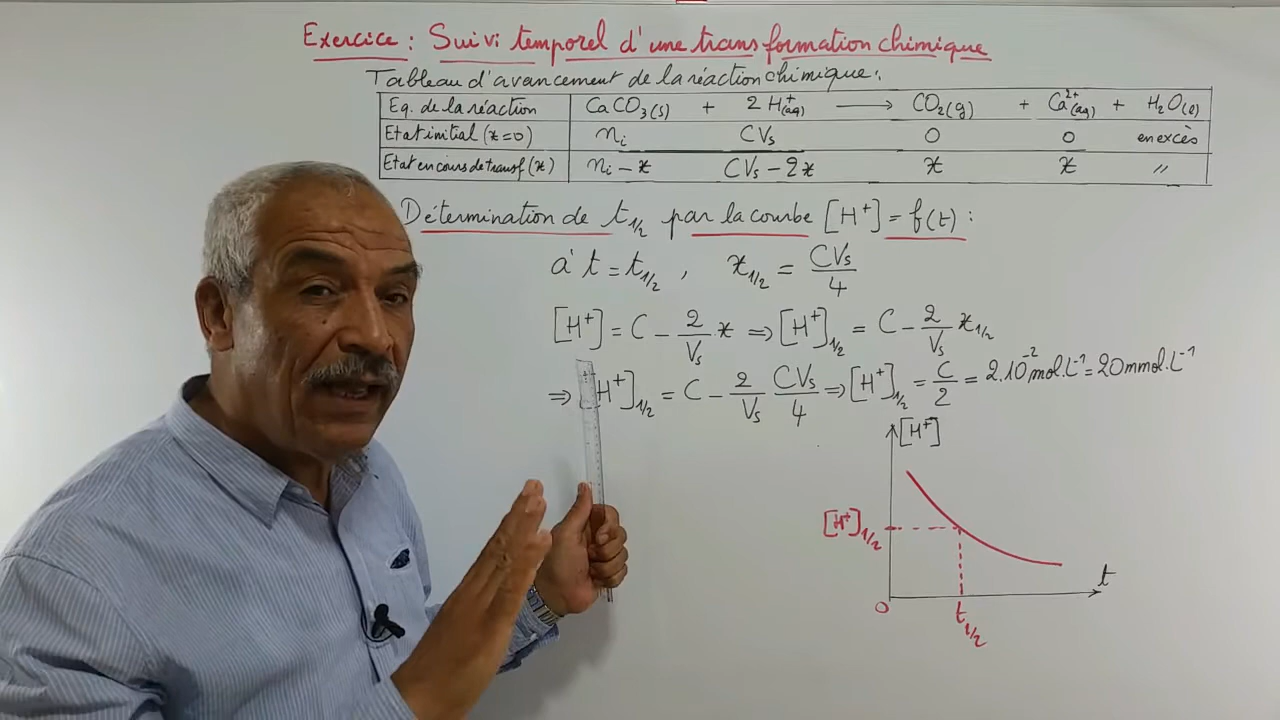 Exercice : Suivi temporel d'une transformation chimique
Tableau d'avancement de la réaction chimique :
Eq. de la réaction CaCO₃(s) + 2 H⁺(aq) ⟶ CO₂(g) + Ca²⁺(aq) + H₂O(ℓ)
Etat initial (x=0) nᵢ CVₛ 0 0 en excès
Etat en cours de transf (x) nᵢ − x CVₛ − 2x x x //
Détermination de t₁/₂ par la courbe [H⁺] = f(t) :
à t = t₁/₂ , x₁/₂ = CVₛ/4
[H⁺] = C − 2/Vₛ x ⇒ [H⁺]₁/₂ = C − 2/Vₛ x₁/₂
⇒ [H⁺]₁/₂ = C − 2/Vₛ CVₛ/4 ⇒ [H⁺]₁/₂ = C/2 = 2.10⁻² mol.L⁻¹ = 20 mmol.L⁻¹
[H⁺]
[H⁺]₁/₂
t
0
t₁/₂